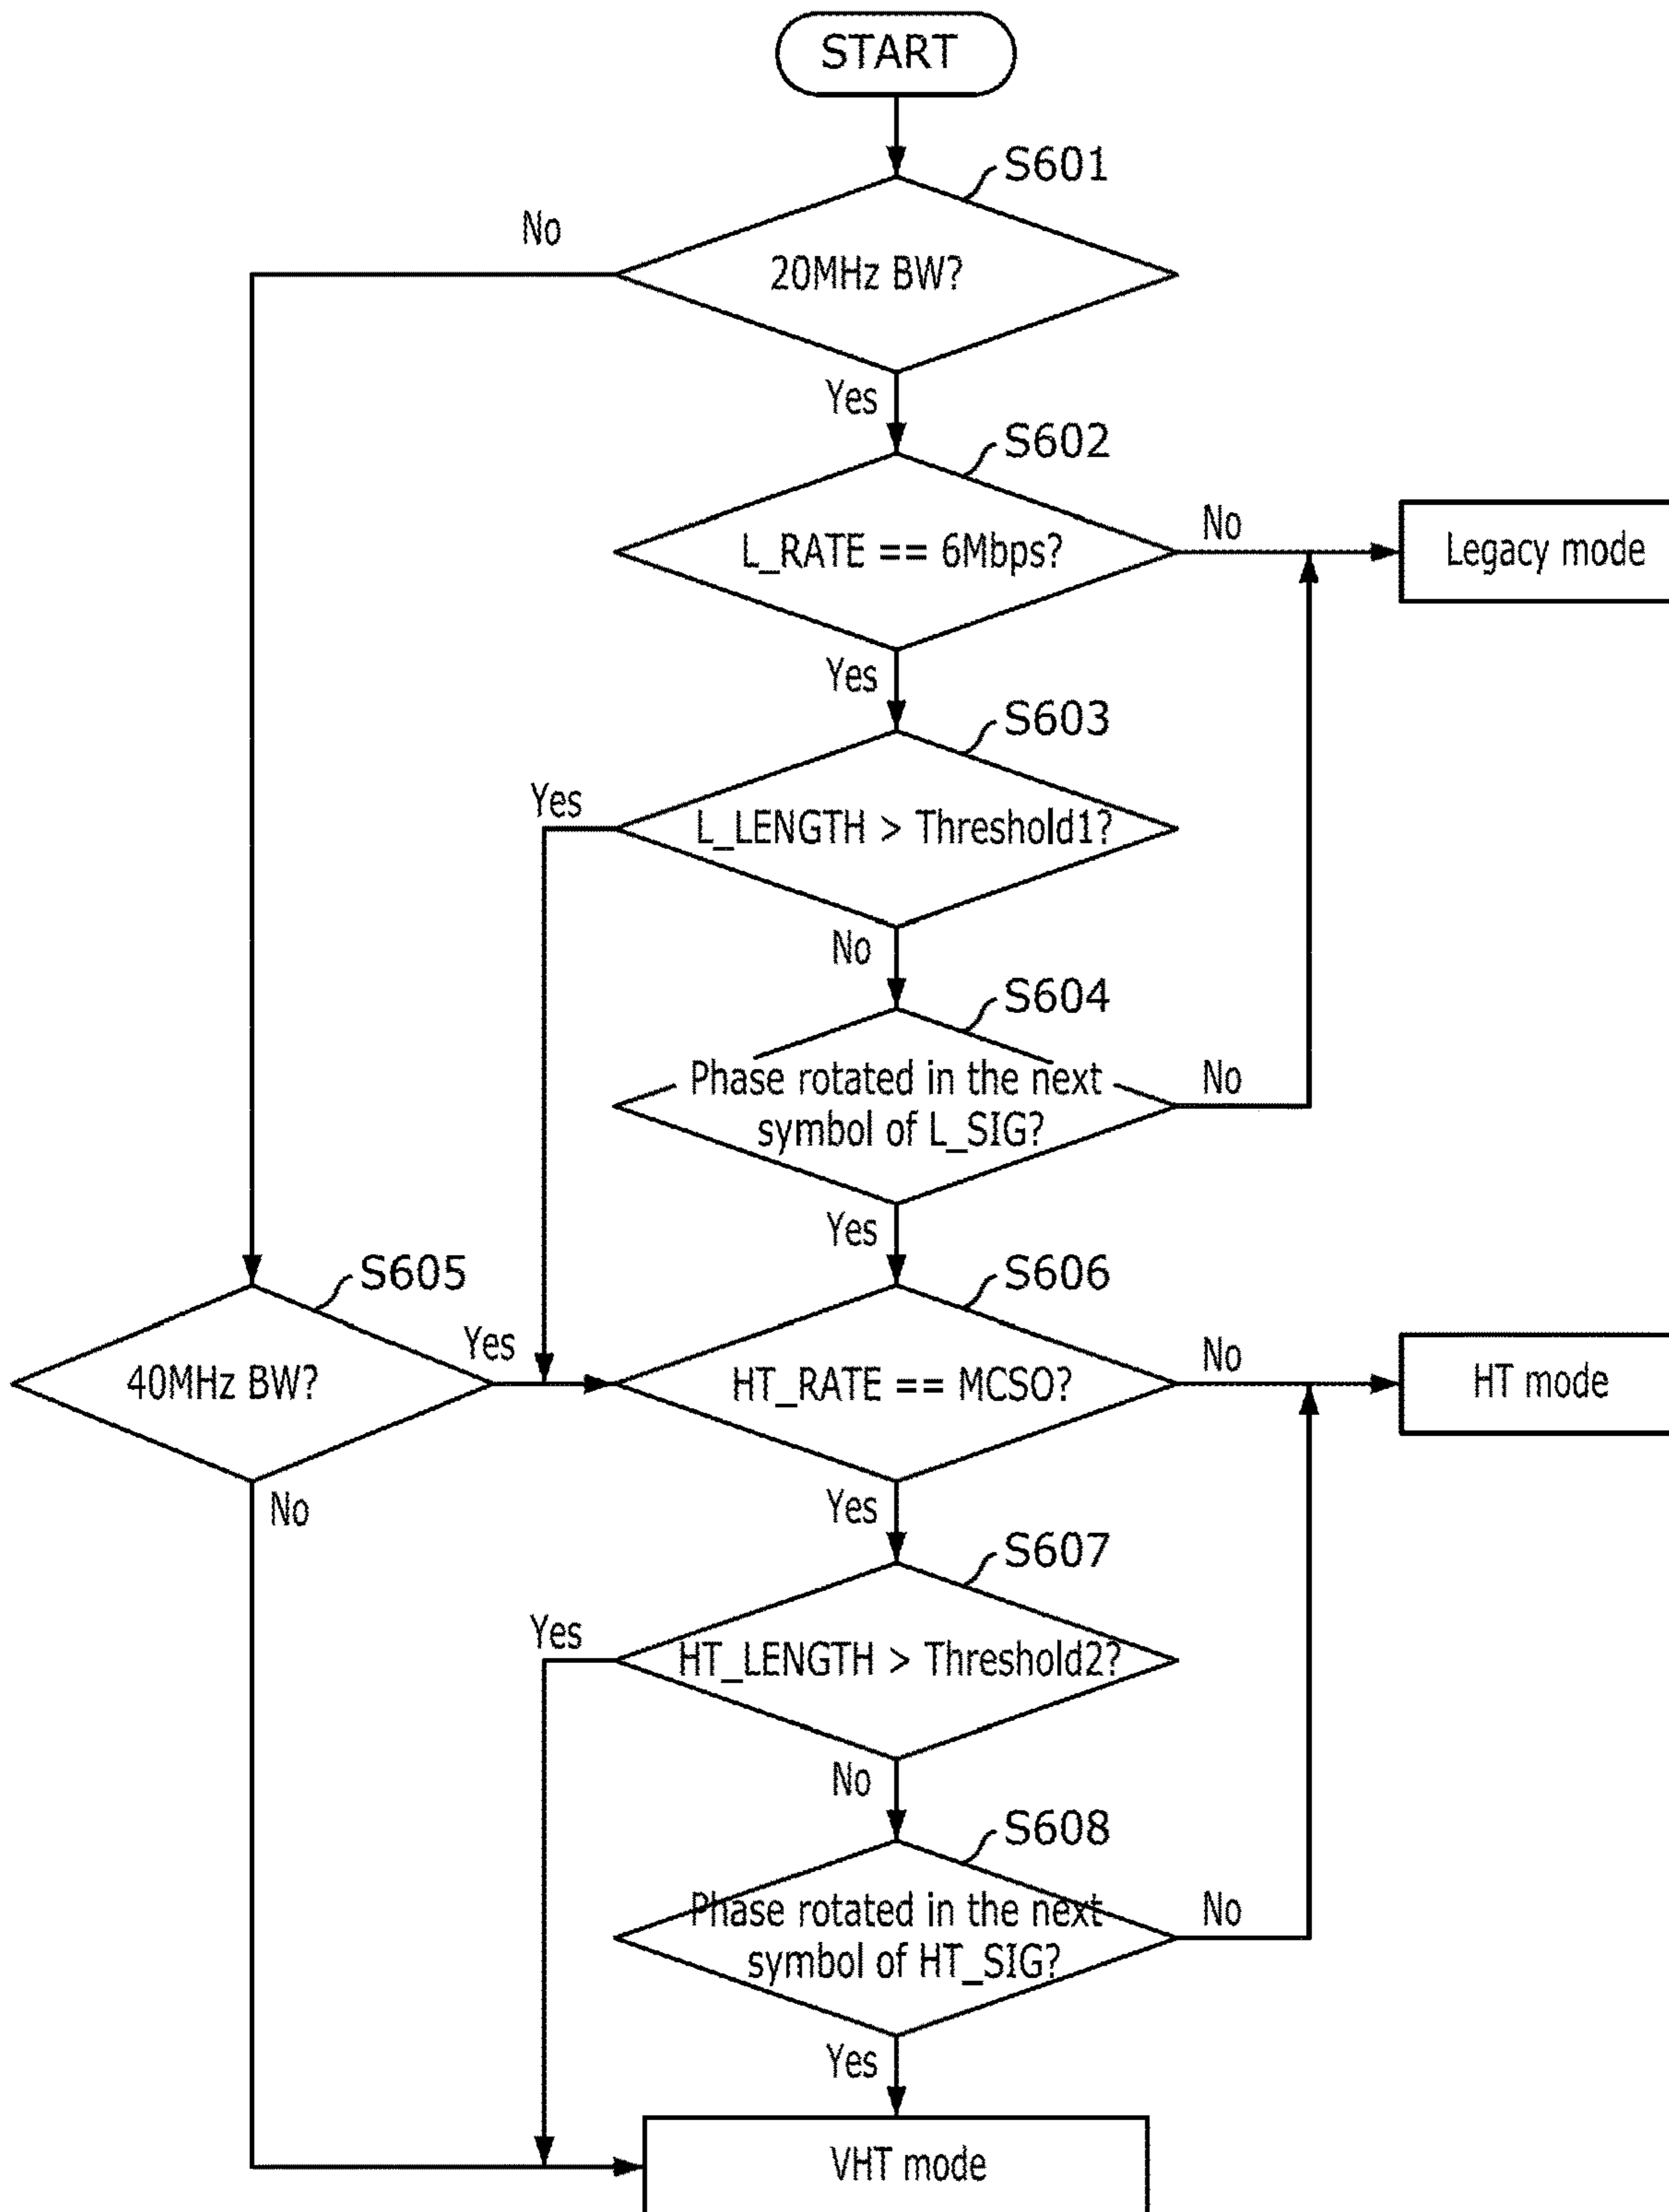 START
S601
No
20MHz BW?
Yes
S602
L_RATE == 6Mbps?
No
Legacy mode
Yes
S603
Yes
L_LENGTH > Threshold1?
No
S604
Phase rotated in the next
symbol of L_SIG?
No
Yes
S605
S606
40MHz BW?
Yes
HT_RATE == MCSO?
No
HT mode
No
Yes
S607
Yes
HT_LENGTH > Threshold2?
No
S608
Phase rotated in the next
symbol of HT_SIG?
No
Yes
VHT mode